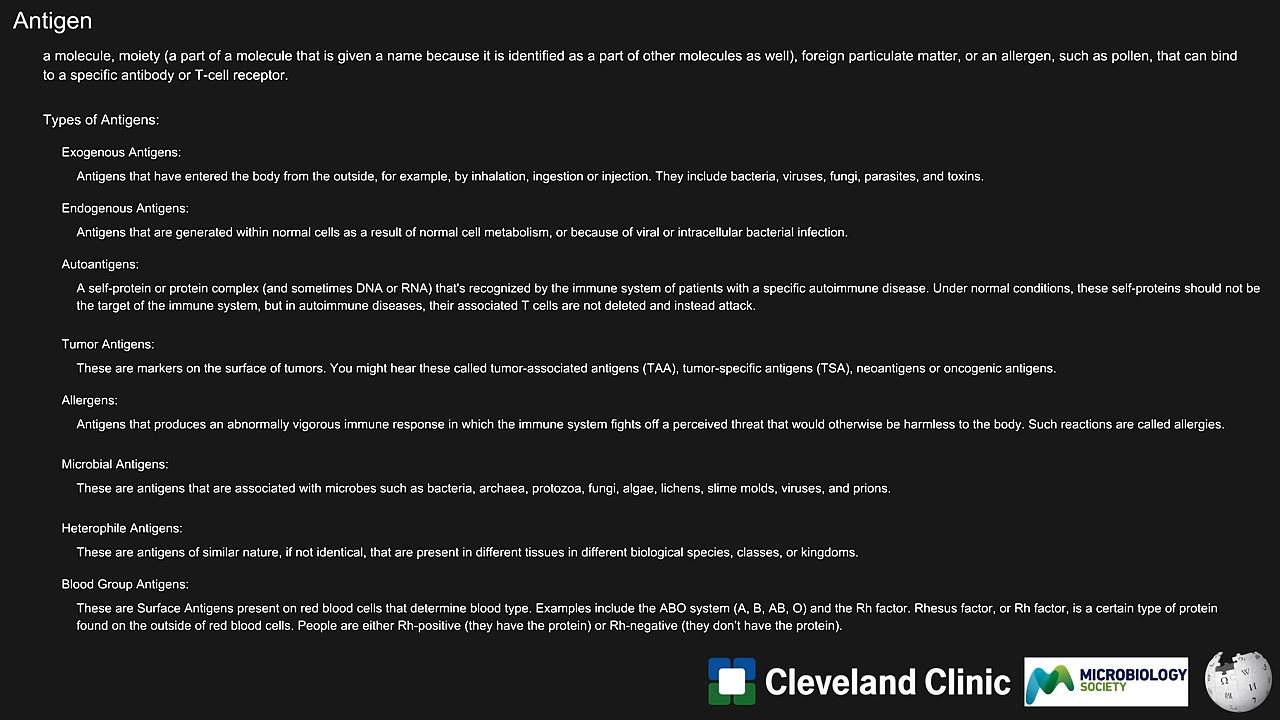 Antigen
a molecule, moiety (a part of a molecule that is given a name because it is identified as a part of other molecules as well), foreign particulate matter, or an allergen, such as pollen, that can bind
to a specific antibody or T-cell receptor.
Types of Antigens:
Exogenous Antigens:
Antigens that have entered the body from the outside, for example, by inhalation, ingestion or injection. They include bacteria, viruses, fungi, parasites, and toxins.
Endogenous Antigens:
Antigens that are generated within normal cells as a result of normal cell metabolism, or because of viral or intracellular bacterial infection.
Autoantigens:
A self-protein or protein complex (and sometimes DNA or RNA) that's recognized by the immune system of patients with a specific autoimmune disease. Under normal conditions, these self-proteins should not be
the target of the immune system, but in autoimmune diseases, their associated T cells are not deleted and instead attack.
Tumor Antigens:
These are markers on the surface of tumors. You might hear these called tumor-associated antigens (TAA), tumor-specific antigens (TSA), neoantigens or oncogenic antigens.
Allergens:
Antigens that produces an abnormally vigorous immune response in which the immune system fights off a perceived threat that would otherwise be harmless to the body. Such reactions are called allergies.
Microbial Antigens:
These are antigens that are associated with microbes such as bacteria, archaea, protozoa, fungi, algae, lichens, slime molds, viruses, and prions.
Heterophile Antigens:
These are antigens of similar nature, if not identical, that are present in different tissues in different biological species, classes, or kingdoms.
Blood Group Antigens:
These are Surface Antigens present on red blood cells that determine blood type. Examples include the ABO system (A, B, AB, O) and the Rh factor. Rhesus factor, or Rh factor, is a certain type of protein
found on the outside of red blood cells. People are either Rh-positive (they have the protein) or Rh-negative (they don't have the protein).
Cleveland Clinic
MICROBIOLOGY
SOCIETY
Ω W
И